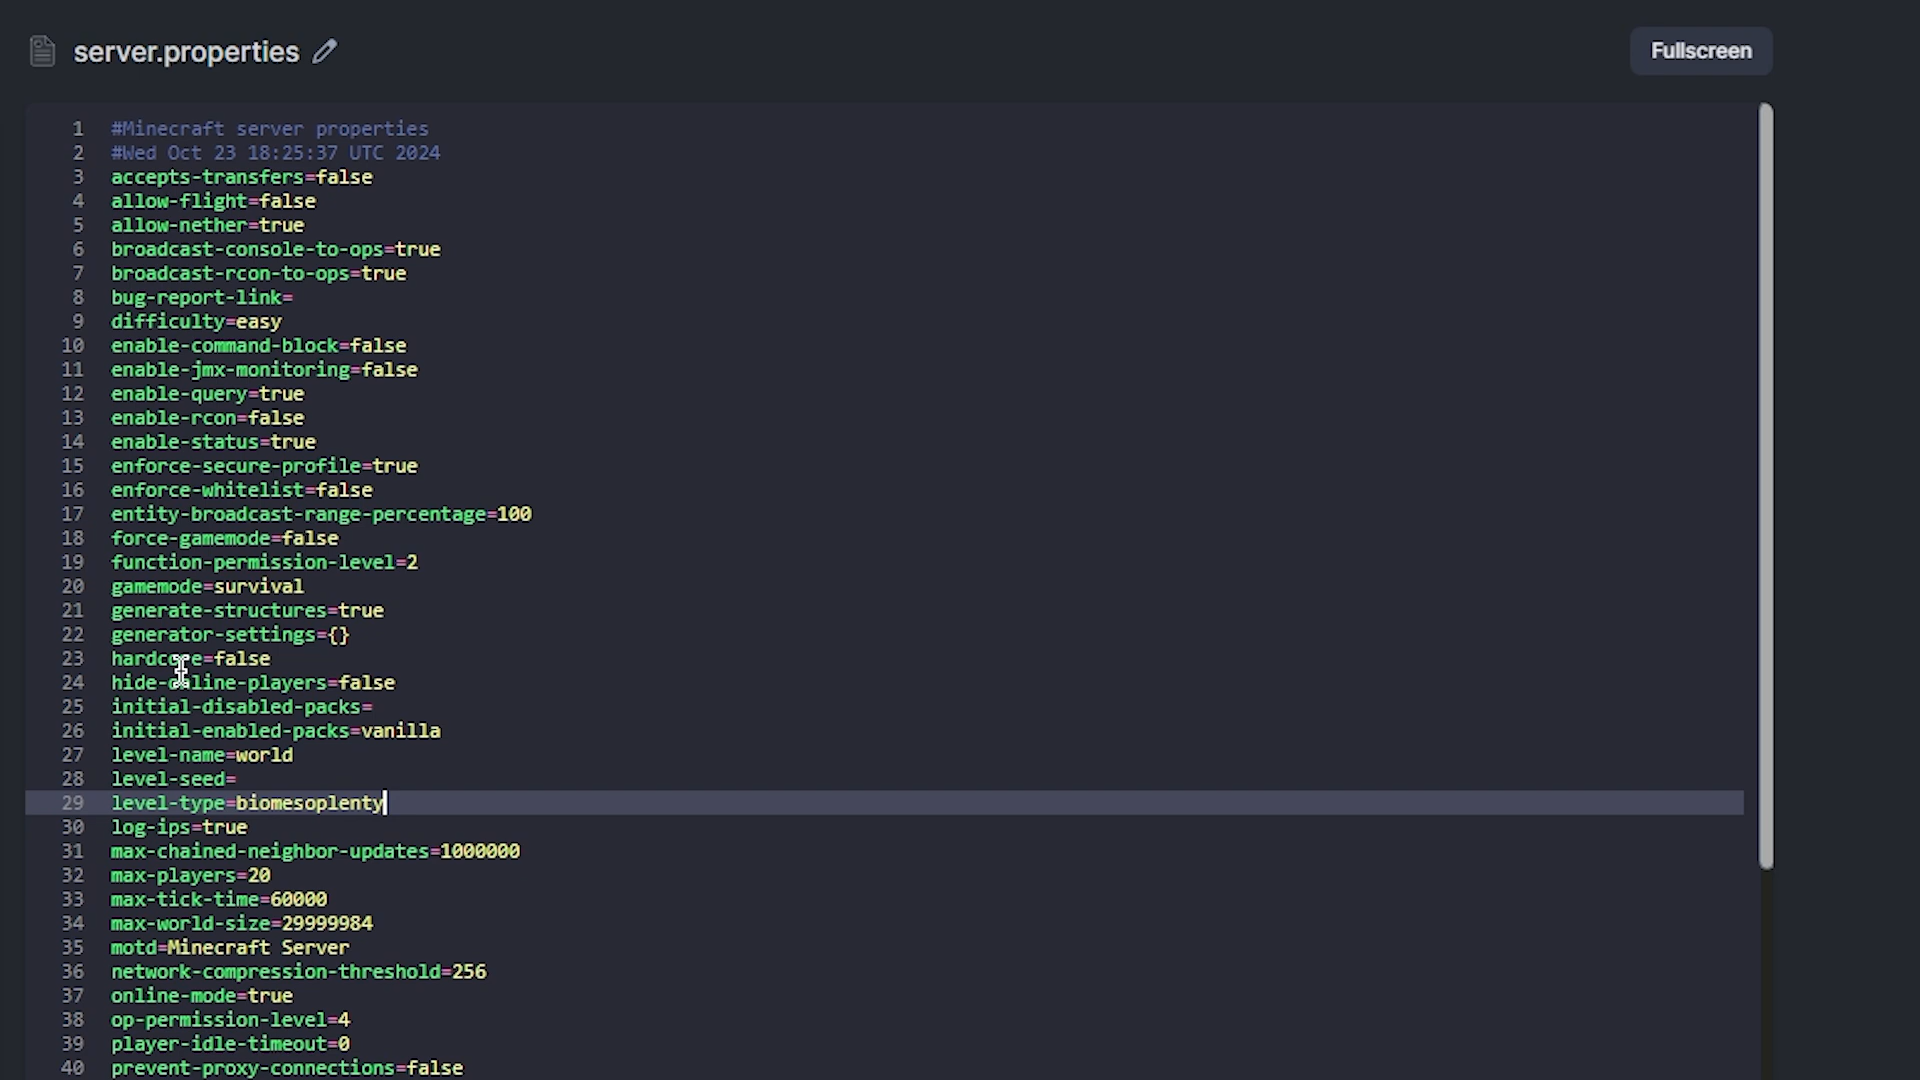 server.properties
Fullscreen
1 #Minecraft server properties
2 #Wed Oct 23 18:25:37 UTC 2024
3 accepts-transfers=false
4 allow-flight=false
5 allow-nether=true
6 broadcast-console-to-ops=true
7 broadcast-rcon-to-ops=true
8 bug-report-link=
9 difficulty=easy
10 enable-command-block=false
11 enable-jmx-monitoring=false
12 enable-query=true
13 enable-rcon=false
14 enable-status=true
15 enforce-secure-profile=true
16 enforce-whitelist=false
17 entity-broadcast-range-percentage=100
18 force-gamemode=false
19 function-permission-level=2
20 gamemode=survival
21 generate-structures=true
22 generator-settings={}
23 hardcore=false
24 hide-online-players=false
25 initial-disabled-packs=
26 initial-enabled-packs=vanilla
27 level-name=world
28 level-seed=
29 level-type=biomesoplenty
30 log-ips=true
31 max-chained-neighbor-updates=1000000
32 max-players=20
33 max-tick-time=60000
34 max-world-size=29999984
35 motd=Minecraft Server
36 network-compression-threshold=256
37 online-mode=true
38 op-permission-level=4
39 player-idle-timeout=0
40 prevent-proxy-connections=false